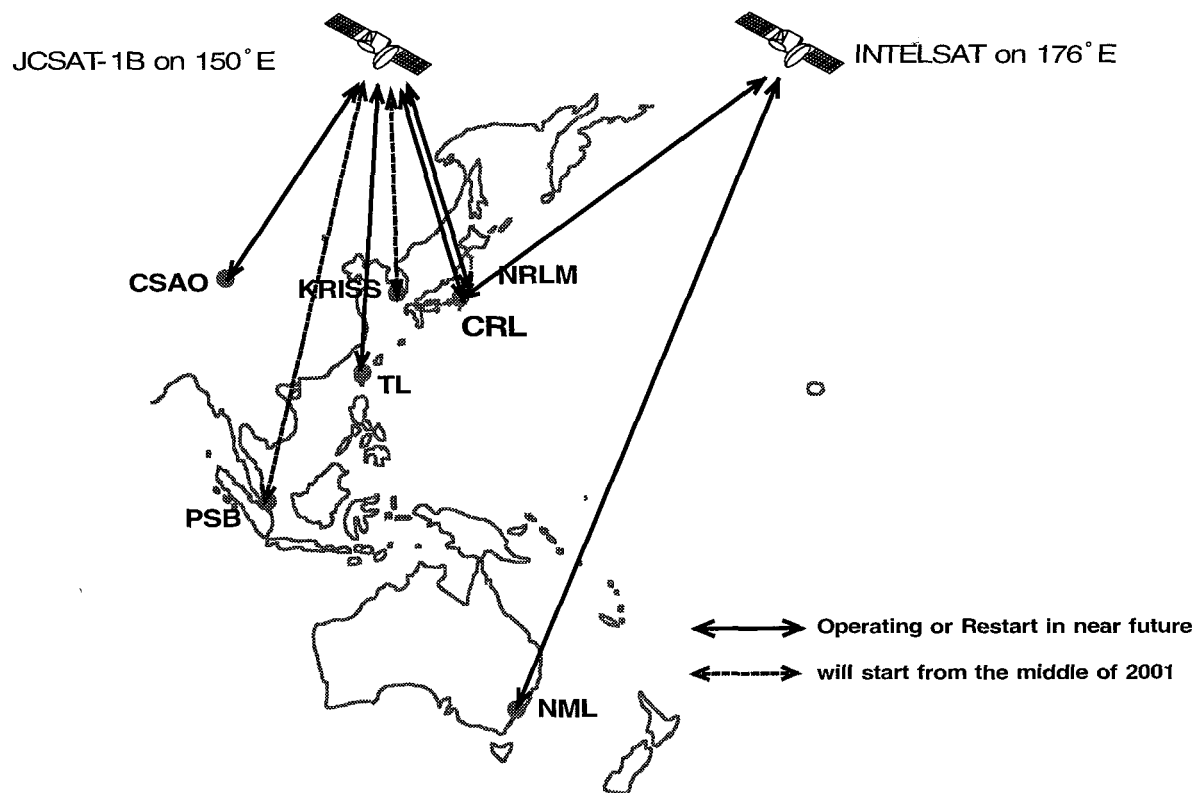 JCSAT-1B on 150°E
INTELSAT on 176°E
CSAO
KRISS
NRLM
CRL
TL
PSB
NML
Operating or Restart in near future
will start from the middle of 2001